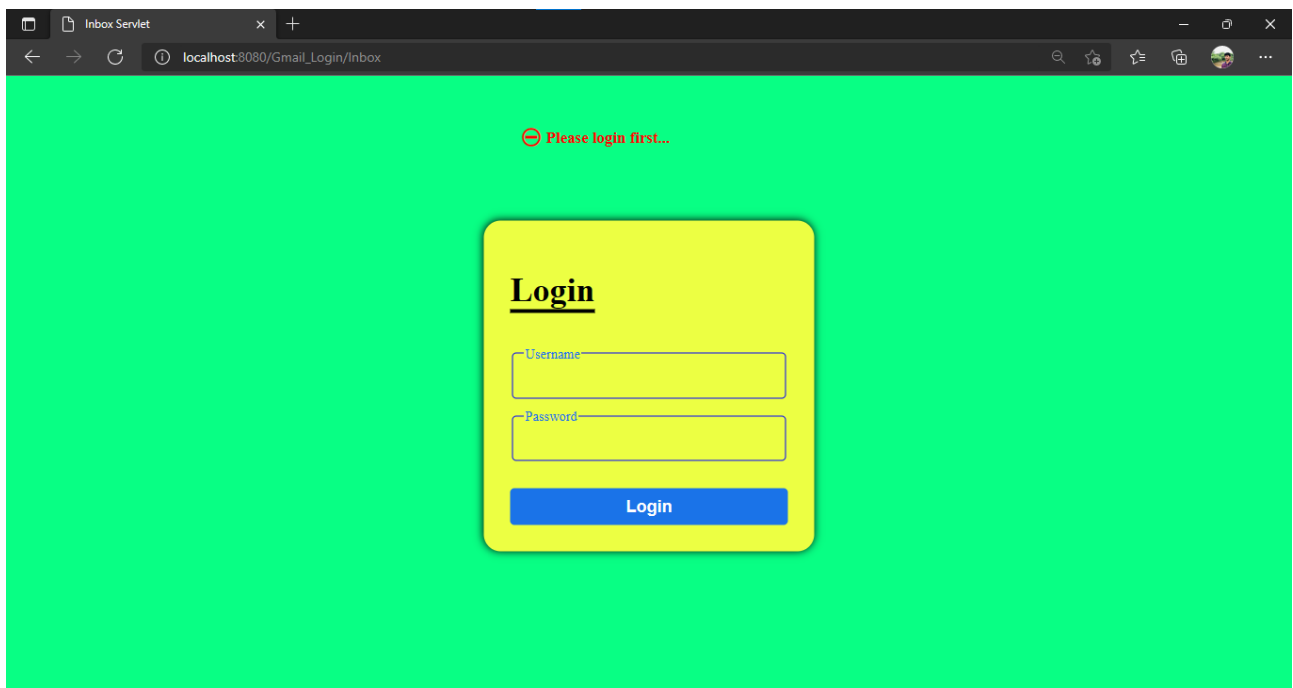 Inbox Servlet
localhost:8080/Gmail_Login/Inbox
Please login first...
Login
Username
Password
Login